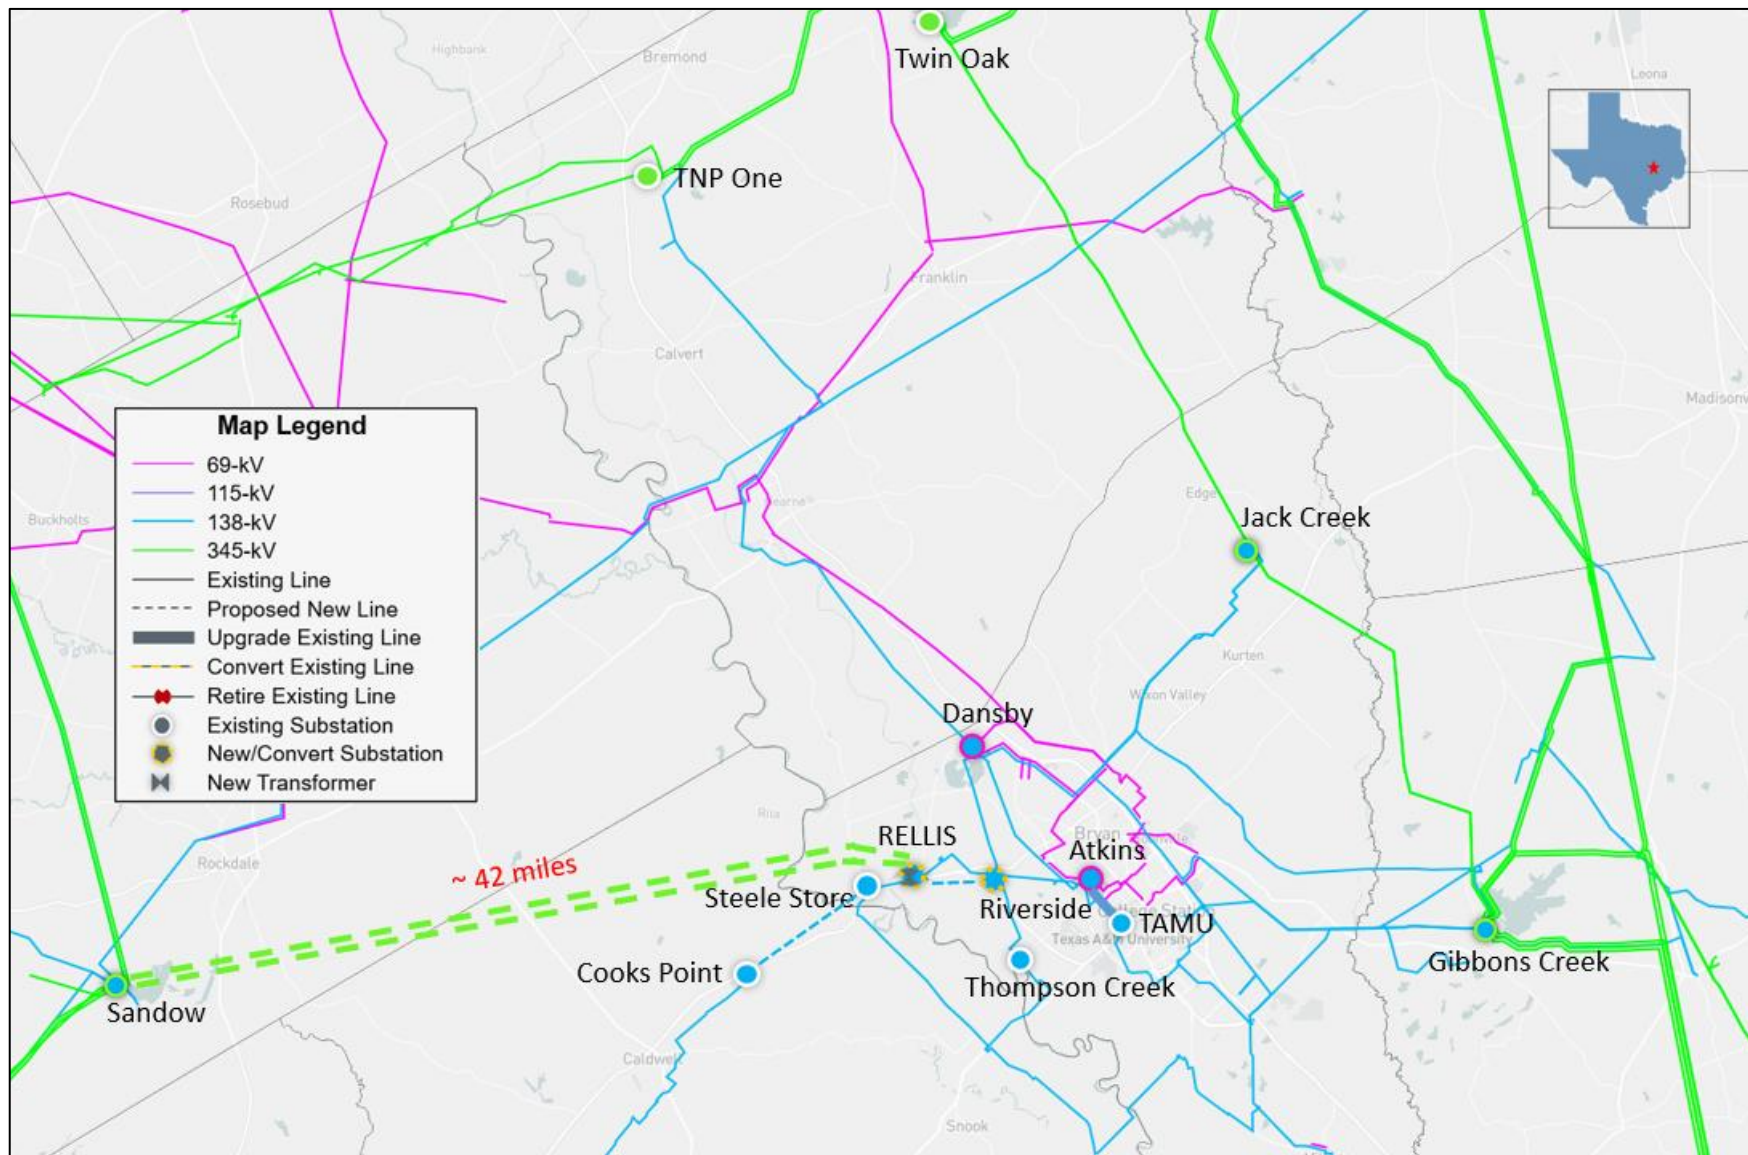 Highbank
Bremond
Twin Oak
Leona
TNP One
Rosebud
Franklin
Calvert
Madisonv
Map Legend
69-kV
115-kV
138-kV
345-kV
Existing Line
Proposed New Line
Upgrade Existing Line
Convert Existing Line
Retire Existing Line
Existing Substation
New/Convert Substation
New Transformer
Buckholts
Edge
Jack Creek
Kurten
Wixon Valley
Dansby
RELLIS
Bryan
Atkins
Rockdale
~ 42 miles
Steele Store
Riverside
College Stati
TAMU
Texas A&M University
Cooks Point
Thompson Creek
Gibbons Creek
Sandow
Caldwell
Snook